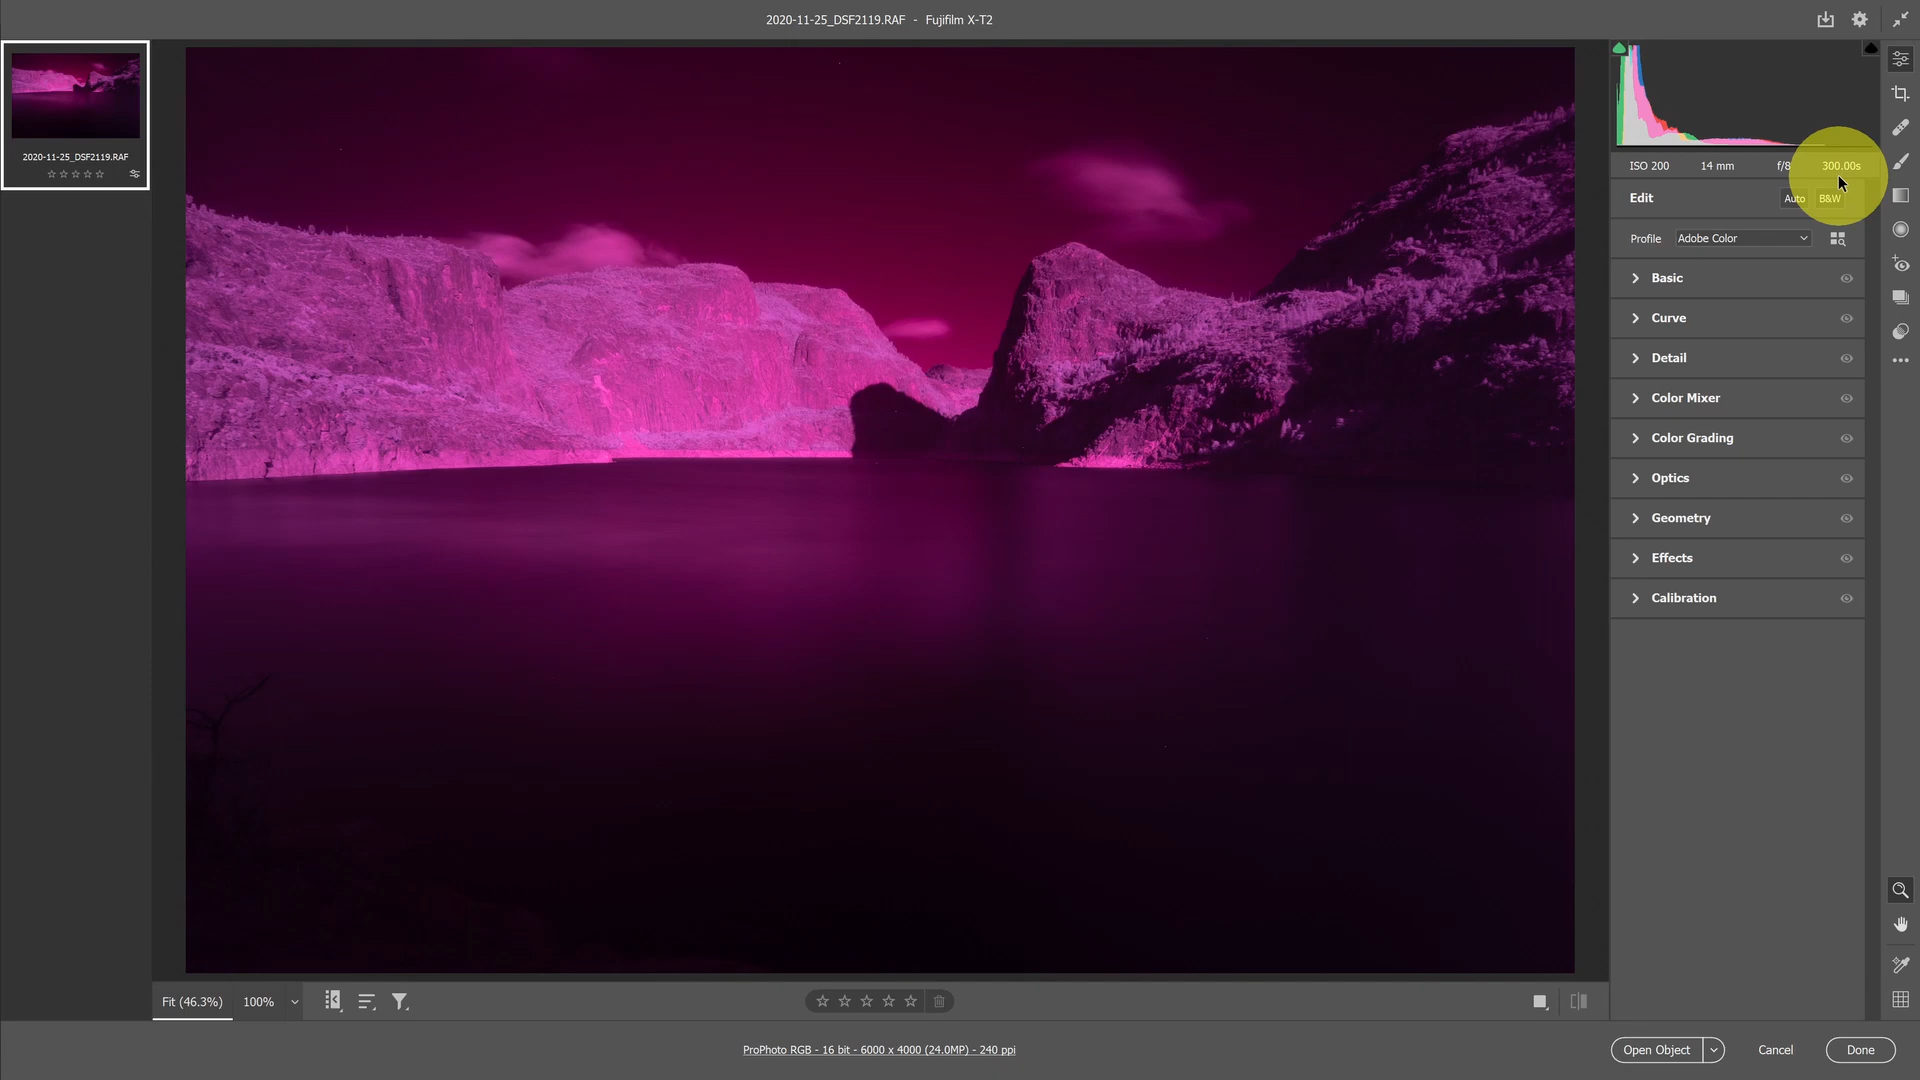 2020-11-25_DSF2119.RAF - Fujifilm X-T2
2020-11-25_DSF2119.RAF
ISO 200 14 mm f/8 300.00s
Edit Auto B&W
Profile Adobe Color
Basic
Curve
Detail
Color Mixer
Color Grading
Optics
Geometry
Effects
Calibration
Fit (46.3%) 100%
ProPhoto RGB - 16 bit - 6000 x 4000 (24.0MP) - 240 ppi
Open Object Cancel Done